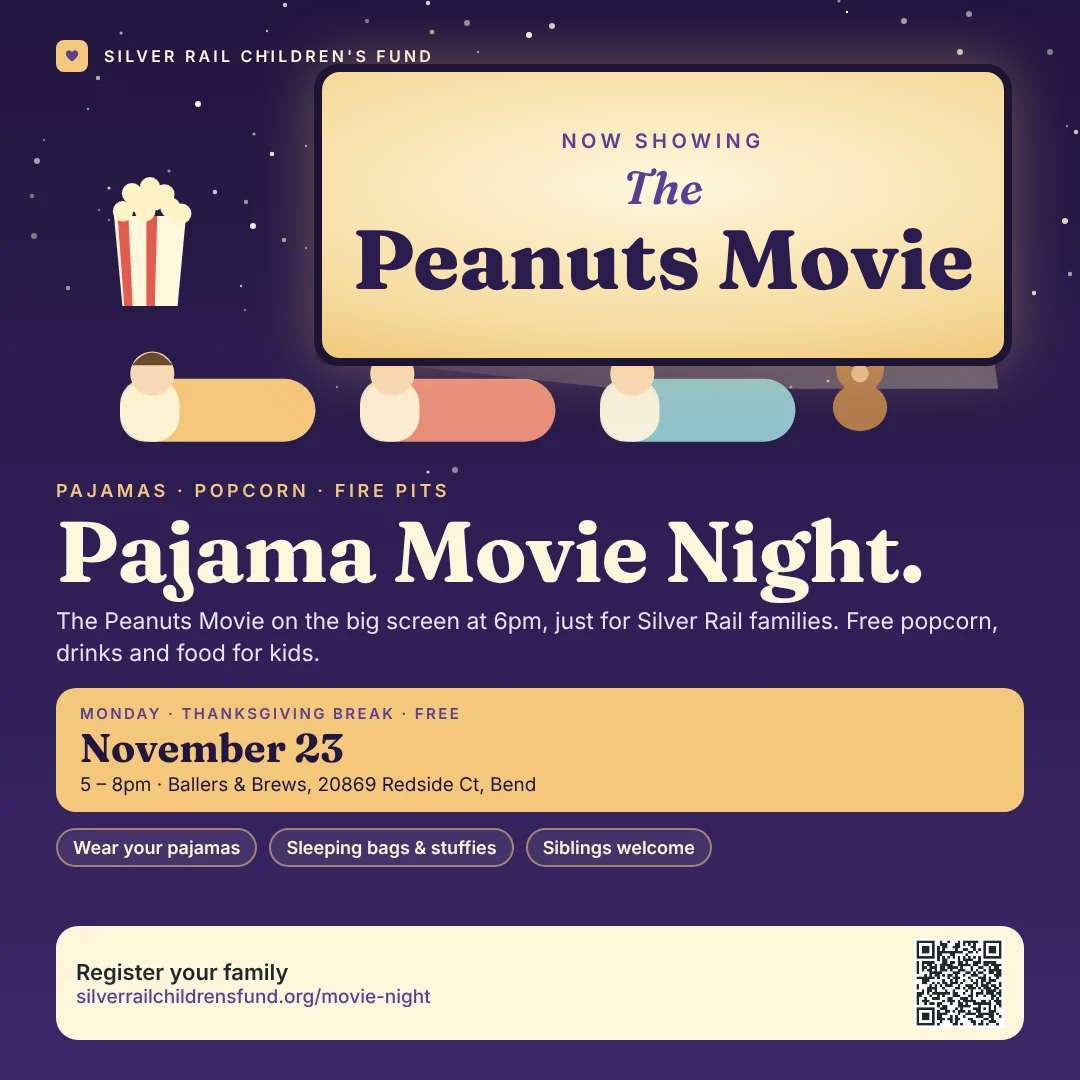 SILVER RAIL CHILDREN'S FUND
NOW SHOWING
The
Peanuts Movie
PAJAMAS · POPCORN · FIRE PITS
Pajama Movie Night.
The Peanuts Movie on the big screen at 6pm, just for Silver Rail families. Free popcorn,
drinks and food for kids.
MONDAY · THANKSGIVING BREAK · FREE
November 23
5 – 8pm · Ballers & Brews, 20869 Redside Ct, Bend
Wear your pajamas
Sleeping bags & stuffies
Siblings welcome
Register your family
silverrailchildrensfund.org/movie-night